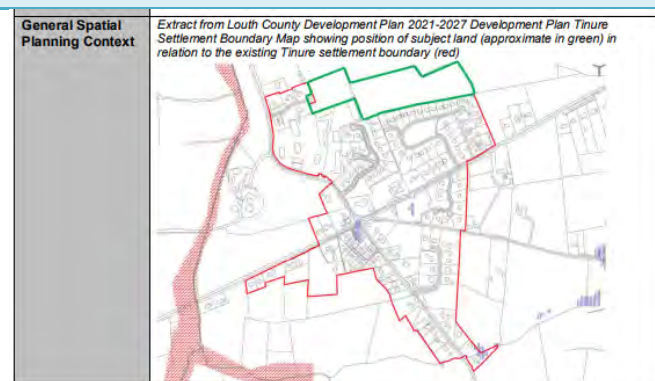 General Spatial
Planning Context
Extract from Louth County Development Plan 2021-2027 Development Plan Tinure
Settlement Boundary Map showing position of subject land (approximate in green) in
relation to the existing Tinure settlement boundary (red)